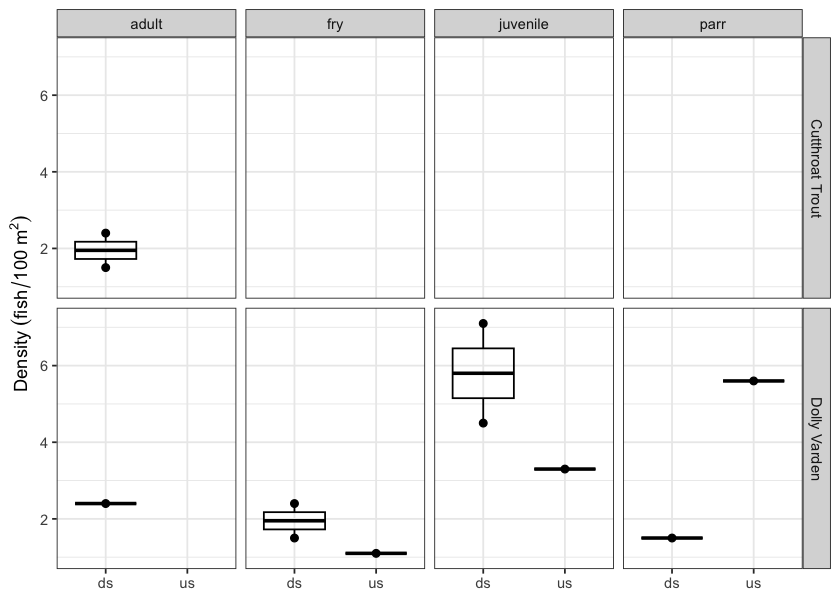 adult fry juvenile parr
Cutthroat Trout
6
4
2
Density (fish/100 m²)
Dolly Varden
6
4
2
ds us ds us ds us ds us